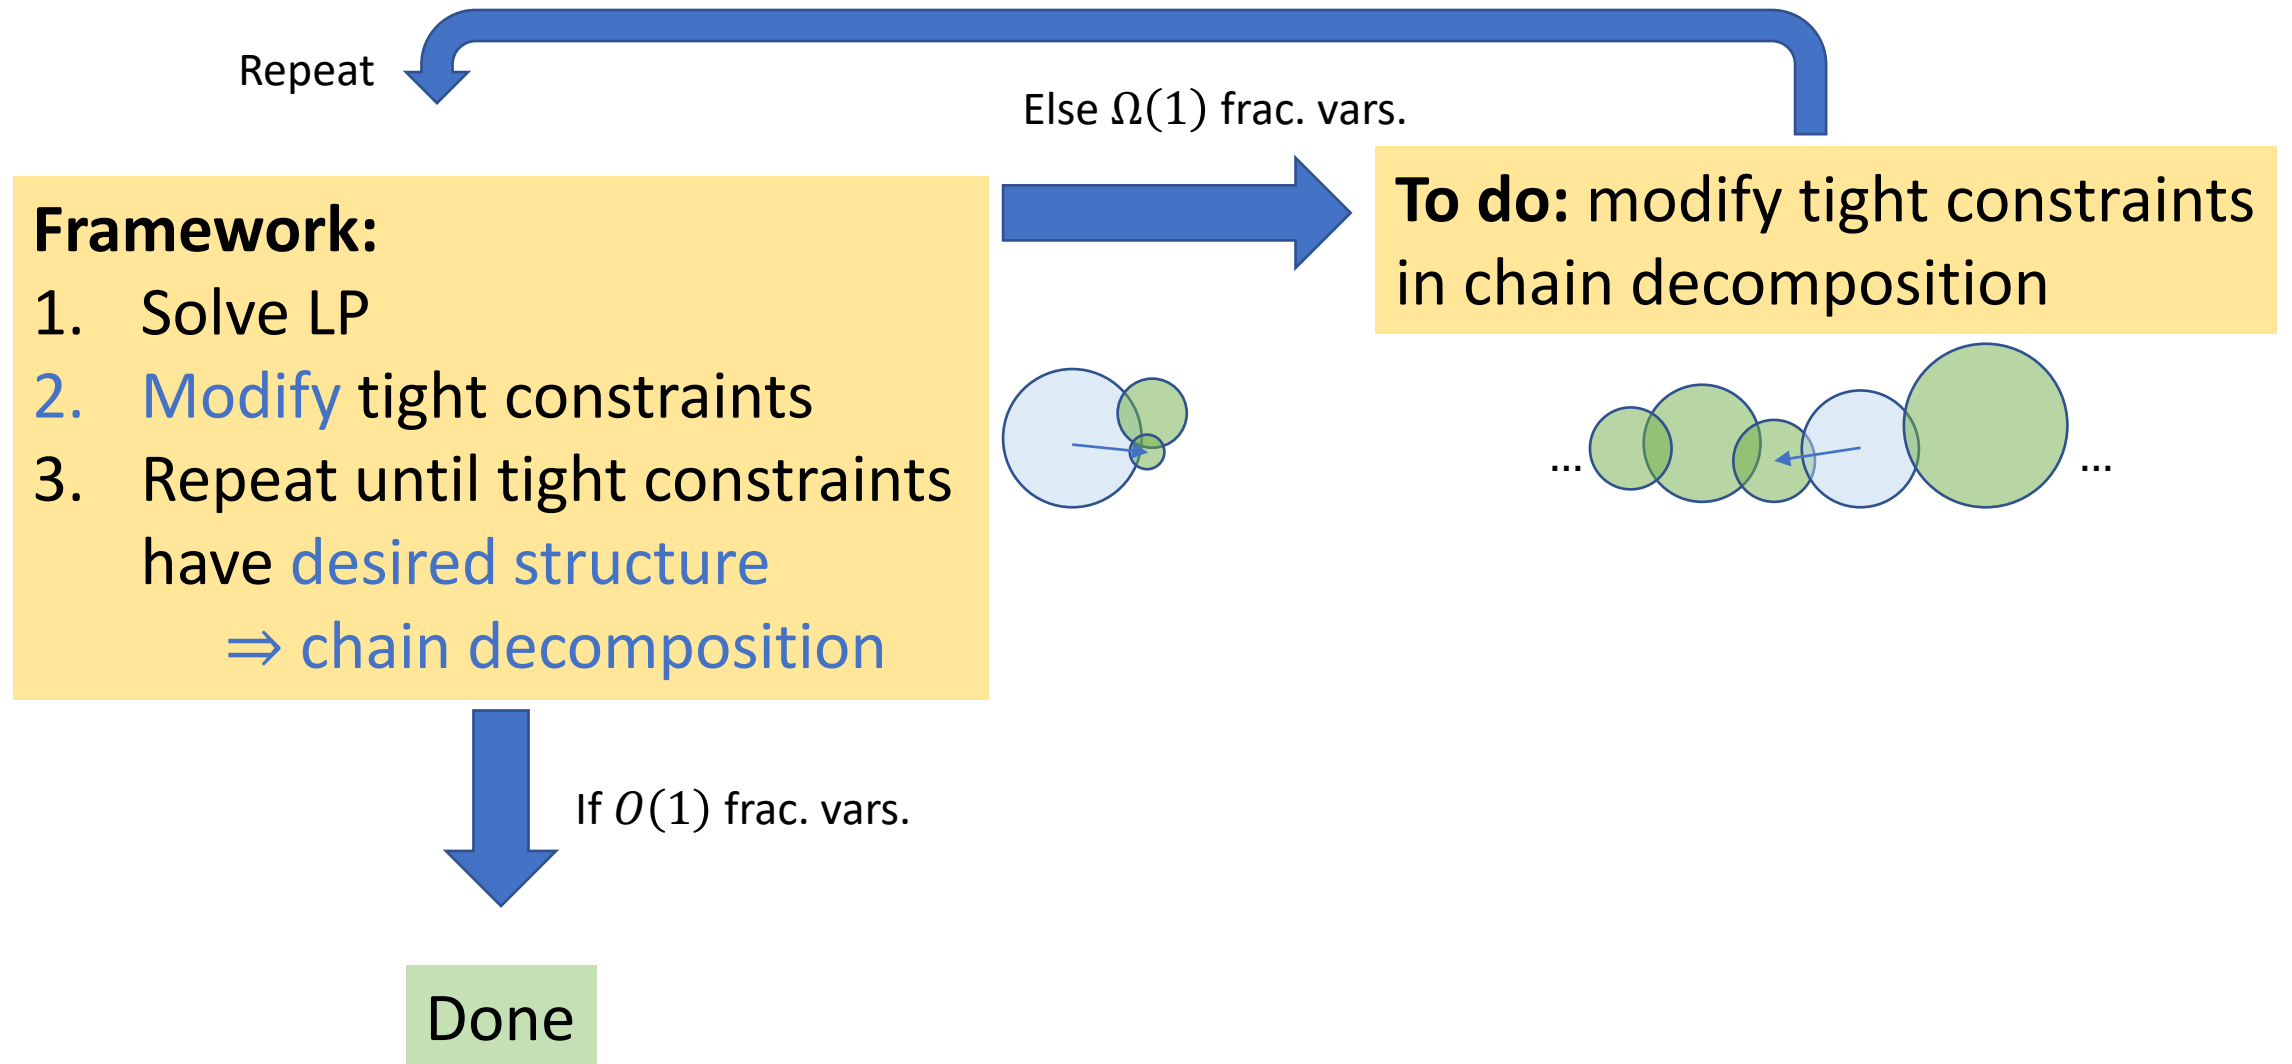 Repeat
Else Ω(1) frac. vars.
Framework:
1. Solve LP
2. Modify tight constraints
3. Repeat until tight constraints
have desired structure
⇒ chain decomposition
To do: modify tight constraints
in chain decomposition
...
...
If O(1) frac. vars.
Done